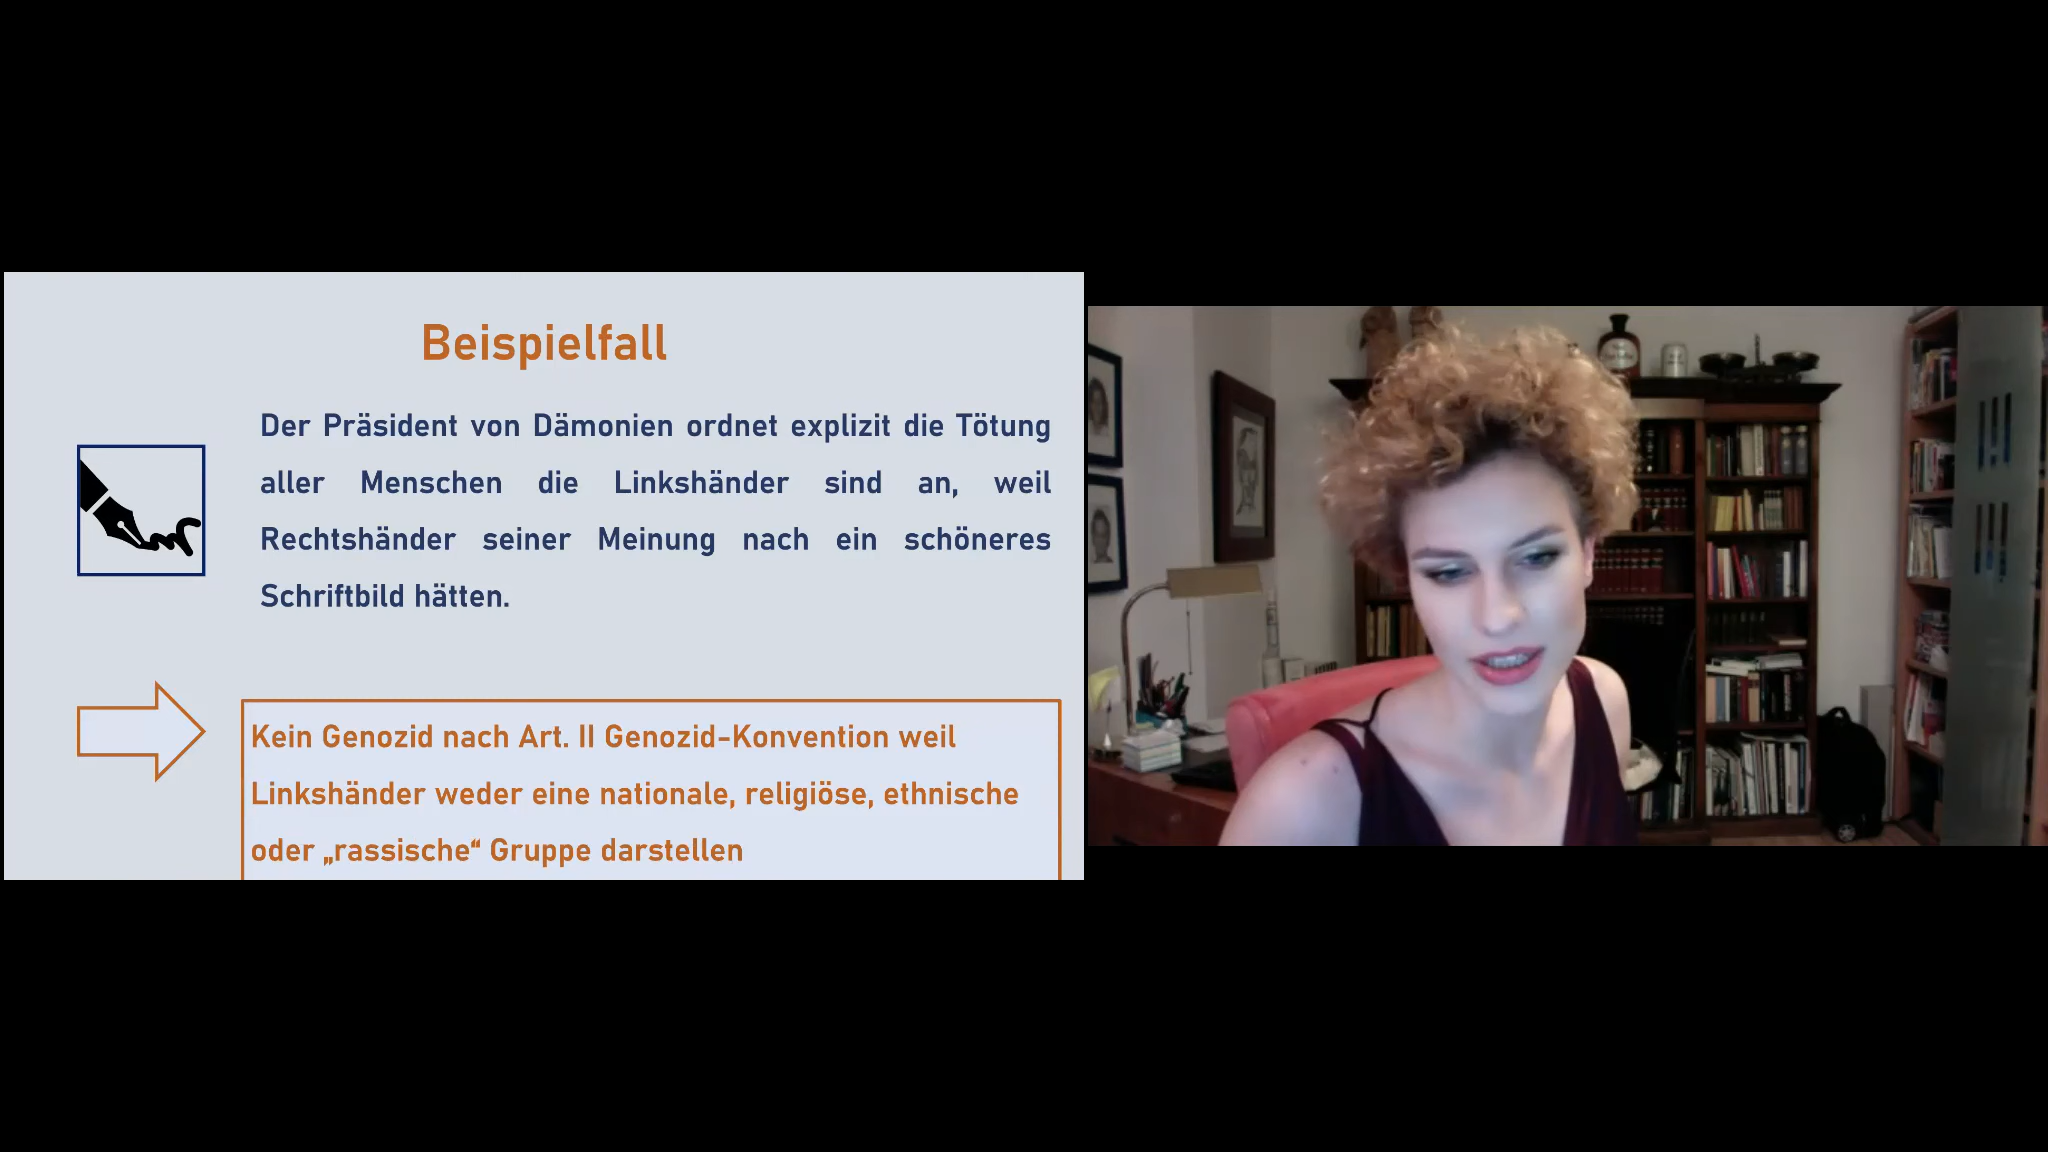 Beispielfall
Der Präsident von Dämonien ordnet explizit die Tötung
aller Menschen die Linkshänder sind an, weil
Rechtshänder seiner Meinung nach ein schöneres
Schriftbild hätten.
Kein Genozid nach Art. II Genozid-Konvention weil
Linkshänder weder eine nationale, religiöse, ethnische
oder „rassische“ Gruppe darstellen